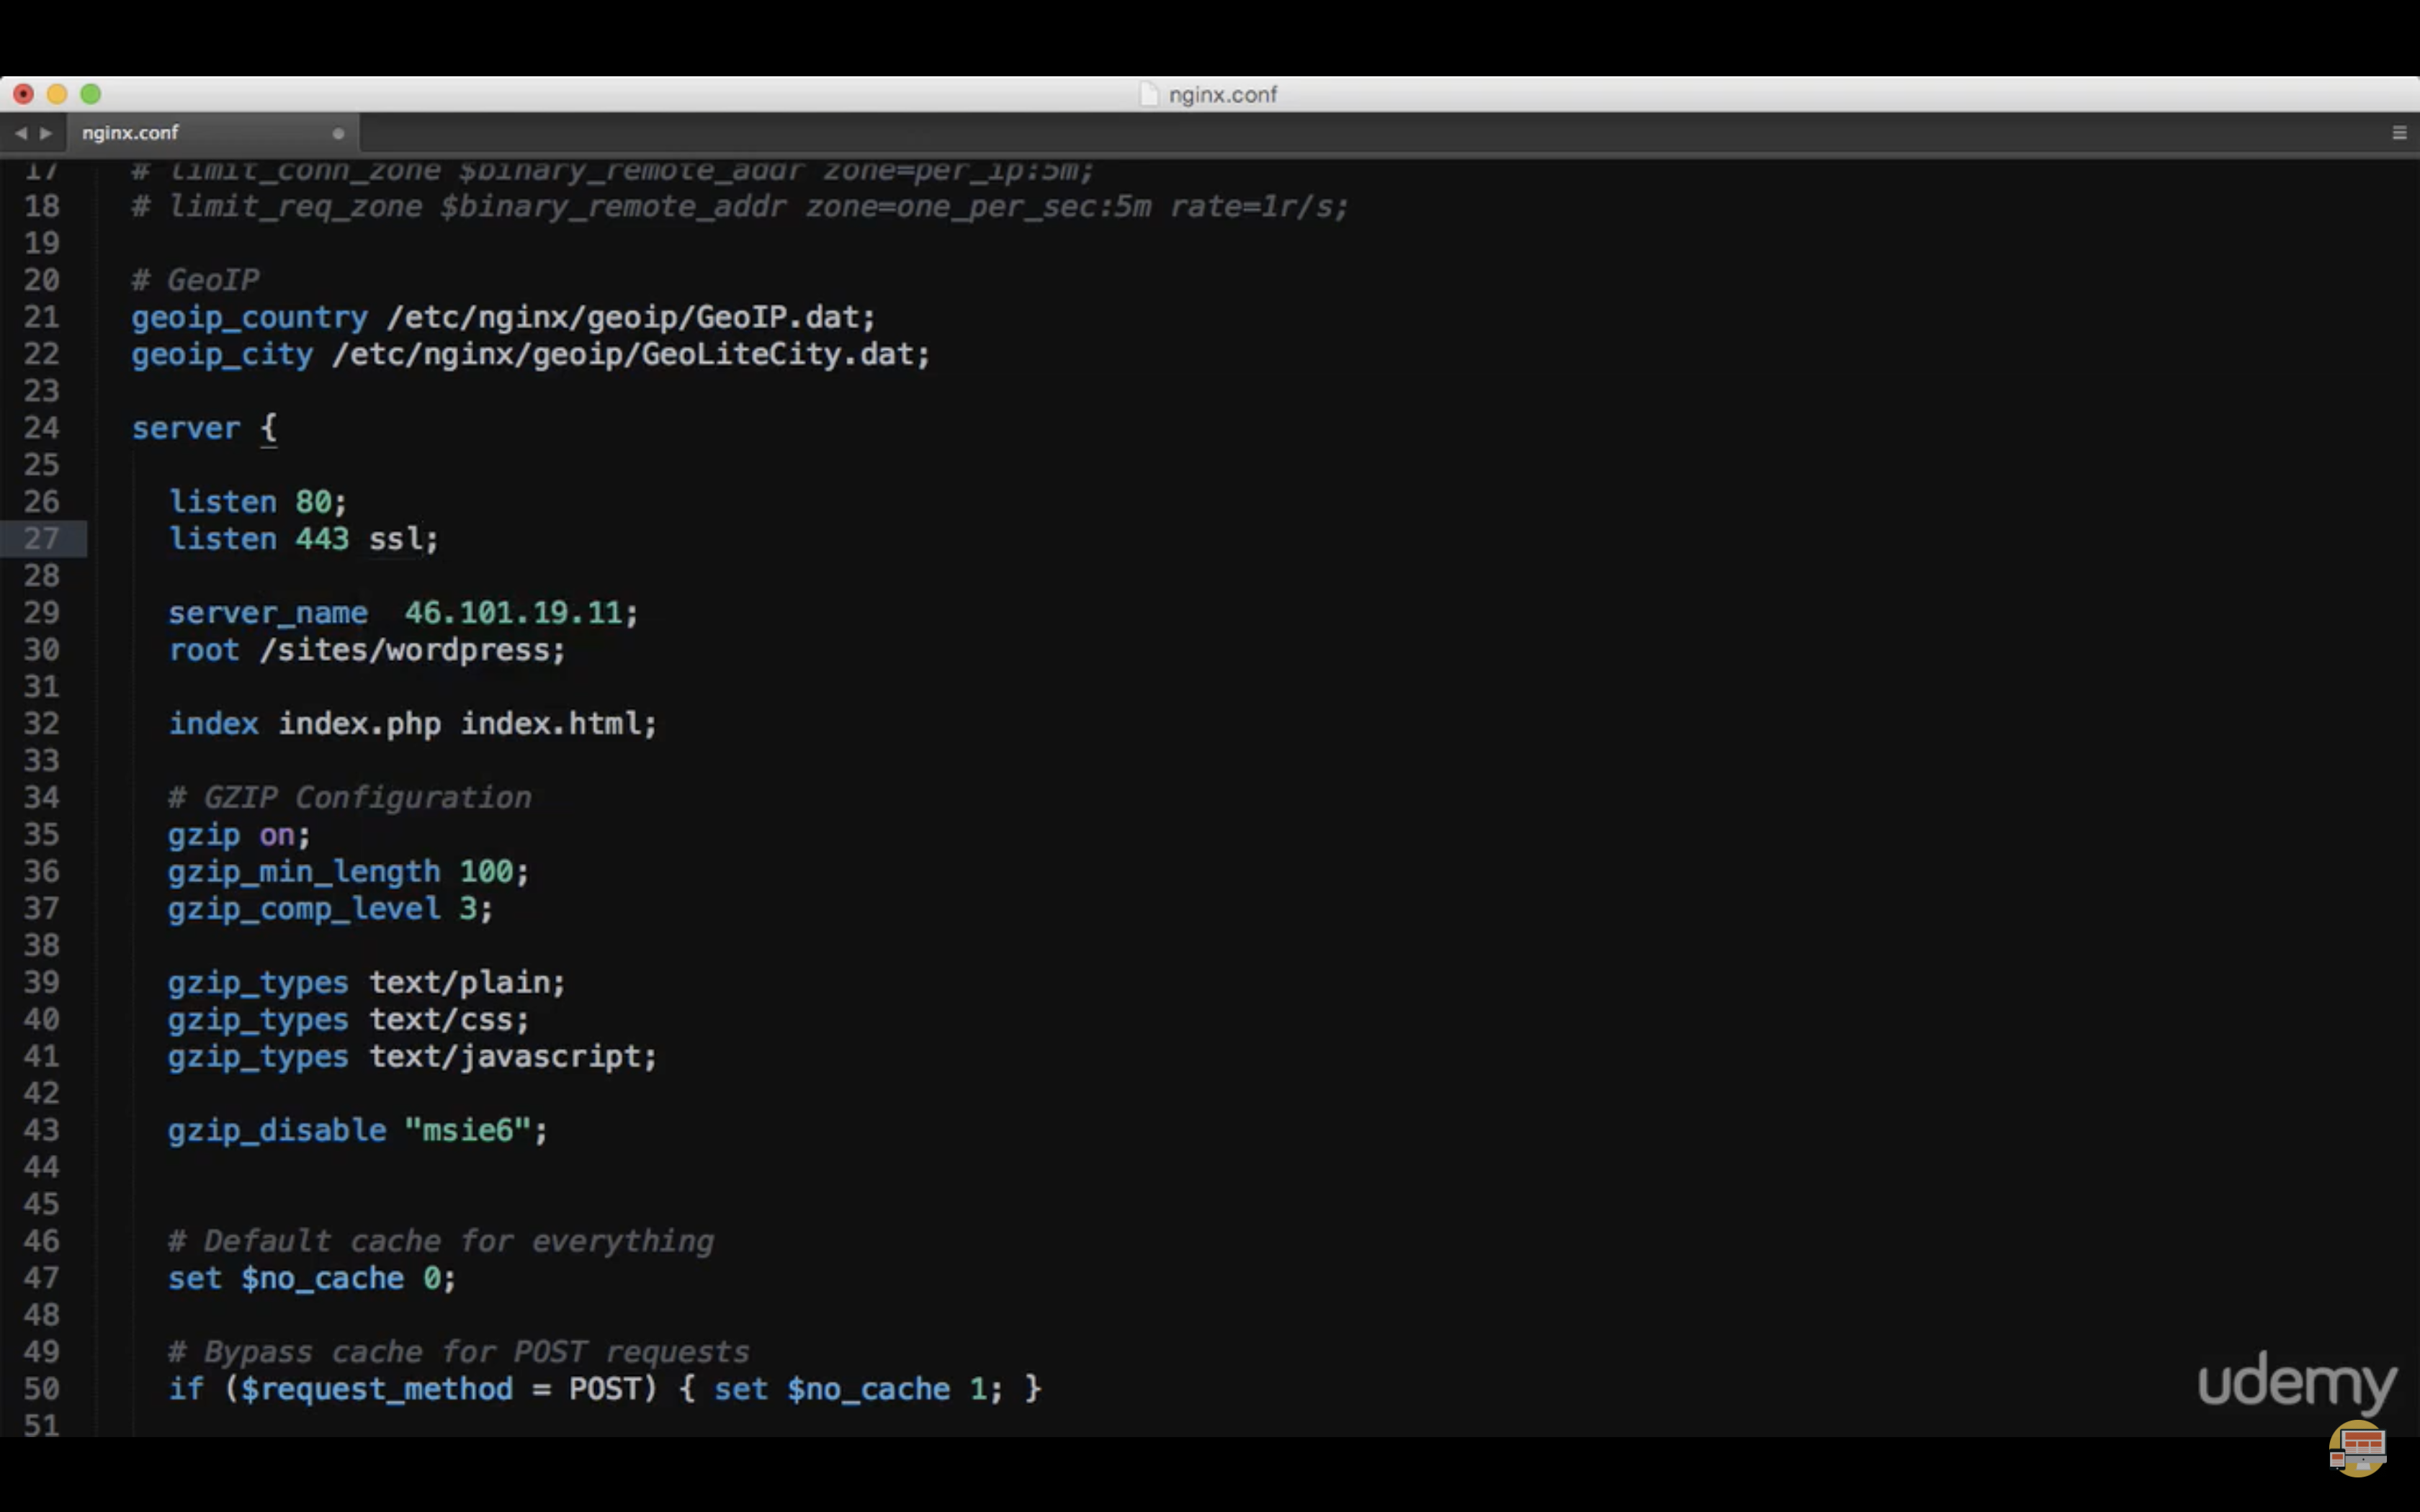 nginx.conf
nginx.conf
17 # limit_conn_zone $binary_remote_addr zone=per_ip:5m;
18 # limit_req_zone $binary_remote_addr zone=one_per_sec:5m rate=1r/s;
19
20 # GeoIP
21 geoip_country /etc/nginx/geoip/GeoIP.dat;
22 geoip_city /etc/nginx/geoip/GeoLiteCity.dat;
23
24 server {
25
26 listen 80;
27 listen 443 ssl;
28
29 server_name  46.101.19.11;
30 root /sites/wordpress;
31
32 index index.php index.html;
33
34 # GZIP Configuration
35 gzip on;
36 gzip_min_length 100;
37 gzip_comp_level 3;
38
39 gzip_types text/plain;
40 gzip_types text/css;
41 gzip_types text/javascript;
42
43 gzip_disable "msie6";
44
45
46 # Default cache for everything
47 set $no_cache 0;
48
49 # Bypass cache for POST requests
50 if ($request_method = POST) { set $no_cache 1; }
51
udemy